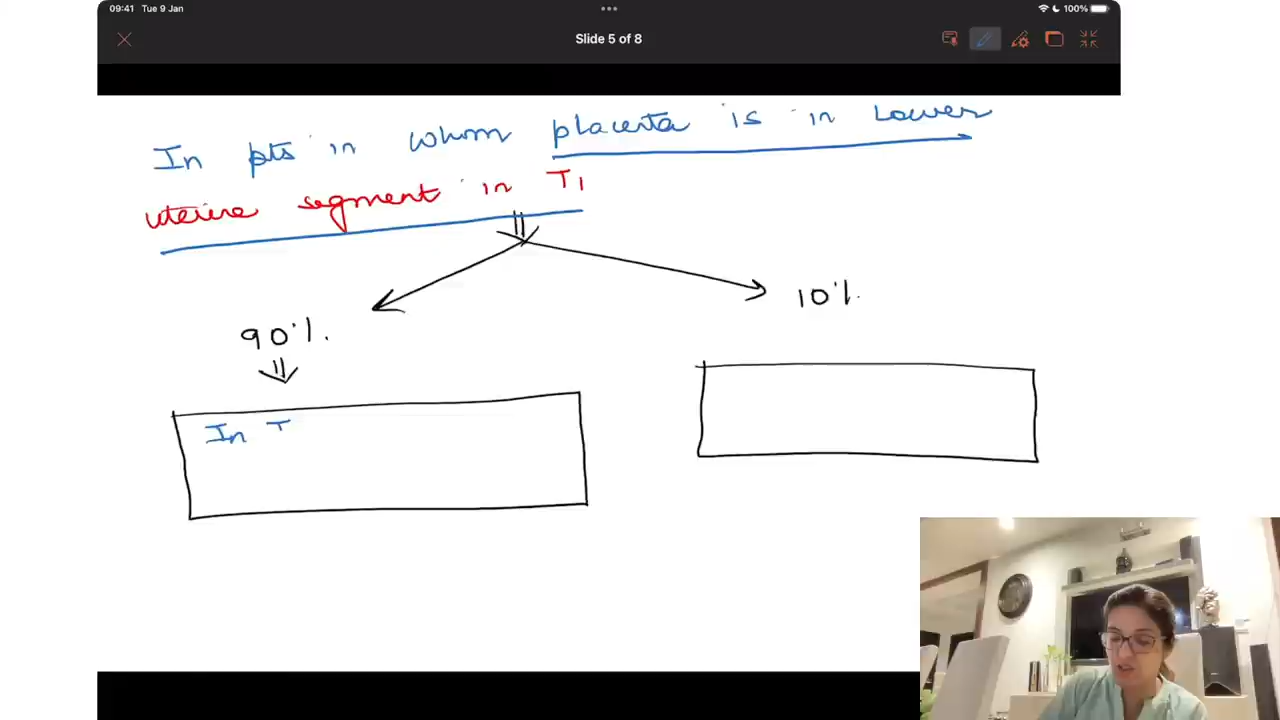 09:41 Tue 9 Jan
100%
Slide 5 of 8
In pts in whom placenta is in Lower
uterine segment in T1
90%.
10%.
In T